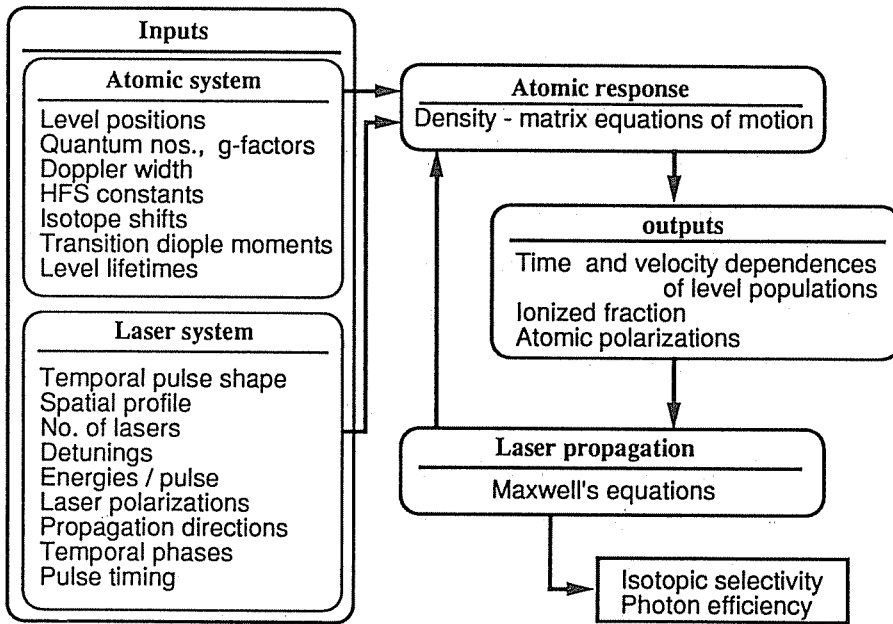 Inputs
Atomic system
Level positions
Quantum nos., g-factors
Doppler width
HFS constants
Isotope shifts
Transition diople moments
Level lifetimes
Laser system
Temporal pulse shape
Spatial profile
No. of lasers
Detunings
Energies / pulse
Laser polarizations
Propagation directions
Temporal phases
Pulse timing
Atomic response
Density - matrix equations of motion
outputs
Time and velocity dependences
of level populations
Ionized fraction
Atomic polarizations
Laser propagation
Maxwell's equations
Isotopic selectivity
Photon efficiency